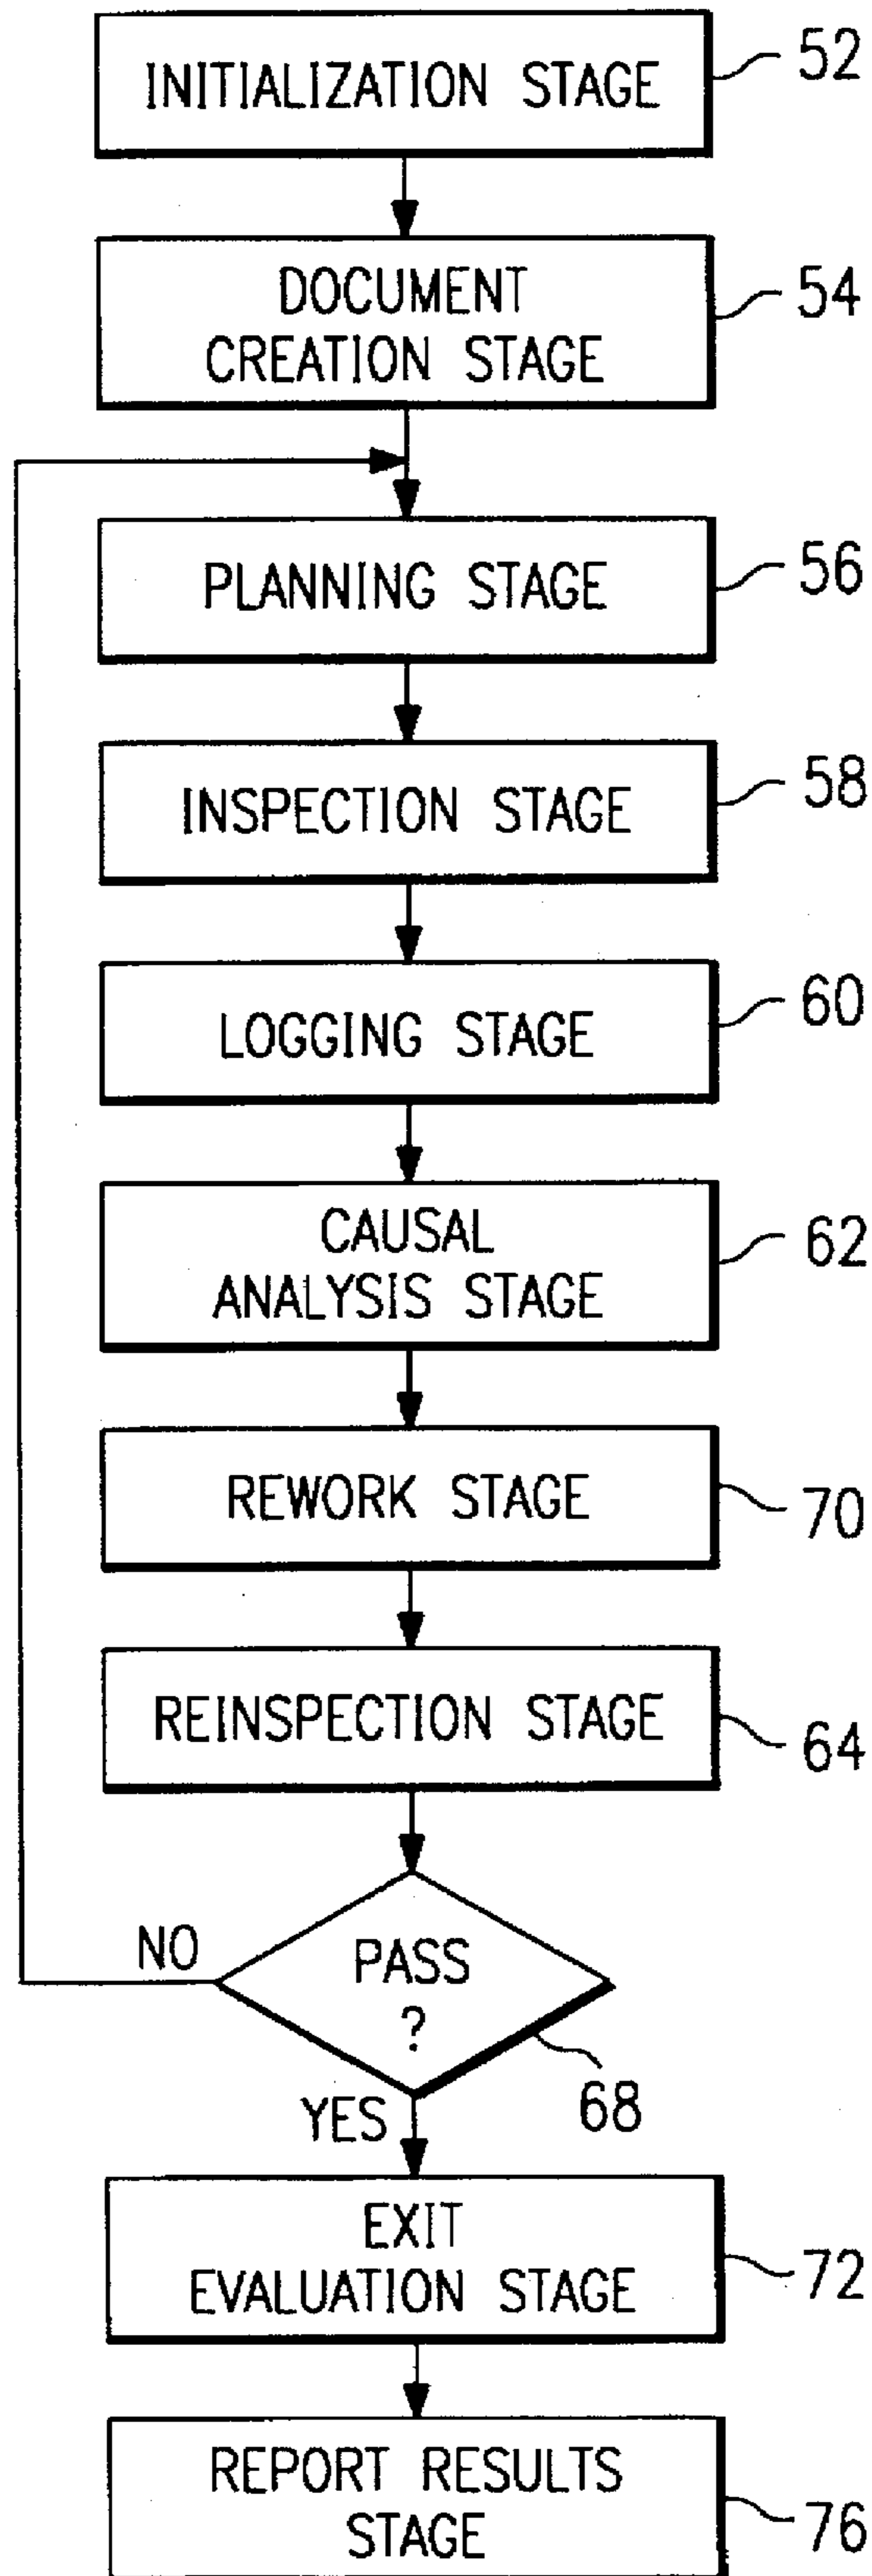 INITIALIZATION STAGE
52
DOCUMENT
CREATION STAGE
54
PLANNING STAGE
56
INSPECTION STAGE
58
LOGGING STAGE
60
CAUSAL
ANALYSIS STAGE
62
REWORK STAGE
70
REINSPECTION STAGE
64
NO
PASS
?
68
YES
EXIT
EVALUATION STAGE
72
REPORT RESULTS
STAGE
76